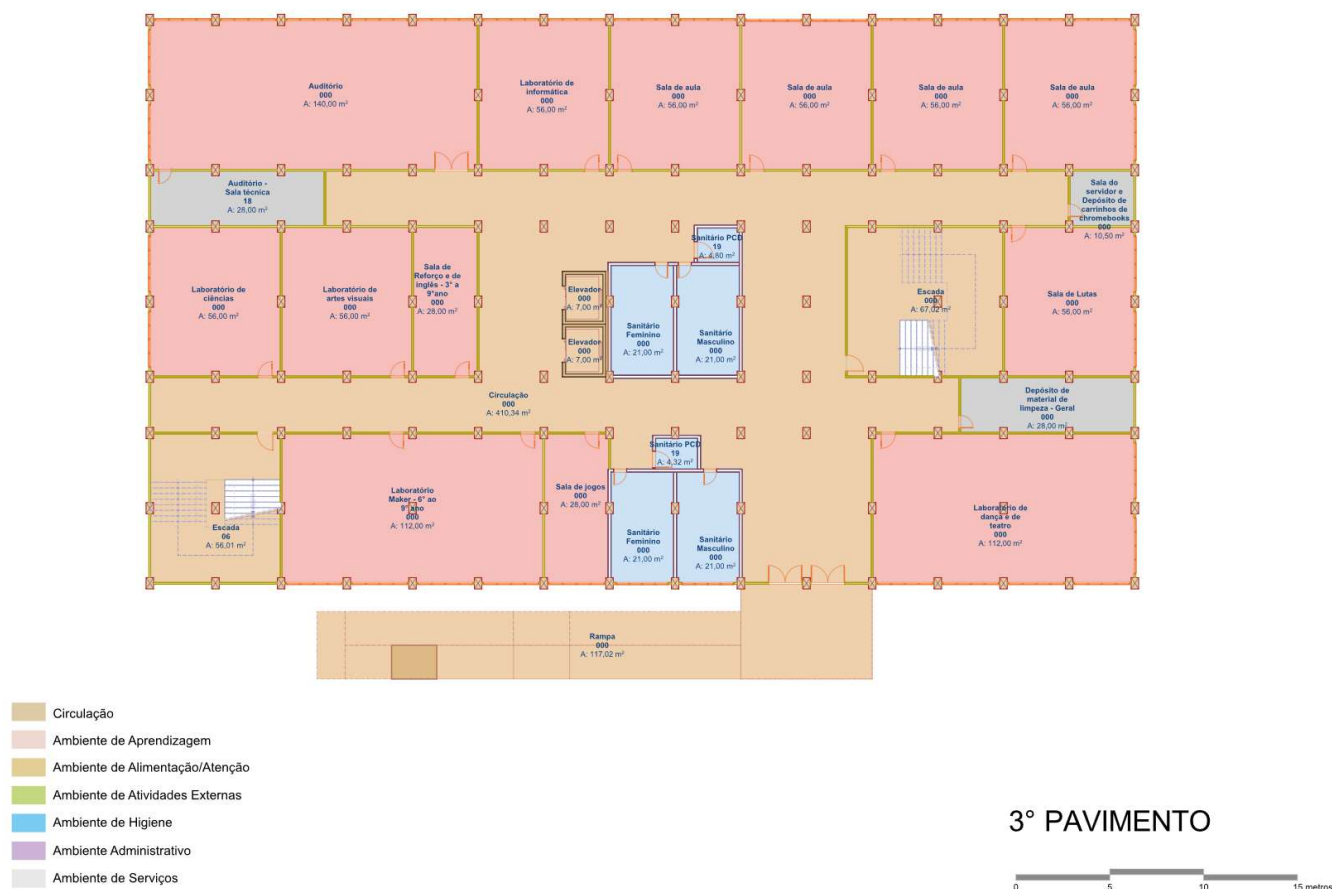 Auditório
000
A: 140,00 m²
Laboratório de
informática
000
A: 56,00 m²
Sala de aula
000
A: 56,00 m²
Sala de aula
000
A: 56,00 m²
Sala de aula
000
A: 56,00 m²
Sala de aula
000
A: 56,00 m²
Auditório -
Sala técnica
18
A: 28,00 m²
Sala do
servidor e
Depósito de
carrinhos de
chromebooks
000
A: 10,50 m²
Sanitário PCD
19
A: 4,80 m²
Laboratório de
ciências
000
A: 56,00 m²
Laboratório de
artes visuais
000
A: 56,00 m²
Sala de
Reforço e de
inglês - 3° a
9°ano
000
A: 28,00 m²
Elevador
000
A: 7,00 m²
Elevador
000
A: 7,00 m²
Sanitário
Feminino
000
A: 21,00 m²
Sanitário
Masculino
000
A: 21,00 m²
Escada
000
A: 67,02 m²
Sala de Lutas
000
A: 56,00 m²
Circulação
000
A: 410,34 m²
Depósito de
material de
limpeza - Geral
000
A: 28,00 m²
Sanitário PCD
19
A: 4,32 m²
Escada
06
A: 56,01 m²
Laboratório
Maker - 6° ao
9° ano
000
A: 112,00 m²
Sala de jogos
000
A: 28,00 m²
Sanitário
Feminino
000
A: 21,00 m²
Sanitário
Masculino
000
A: 21,00 m²
Laboratório de
dança e de
teatro
000
A: 112,00 m²
Rampa
000
A: 117,02 m²
Circulação
Ambiente de Aprendizagem
Ambiente de Alimentação/Atenção
Ambiente de Atividades Externas
Ambiente de Higiene
Ambiente Administrativo
Ambiente de Serviços
3° PAVIMENTO
0 5 10 15 metros